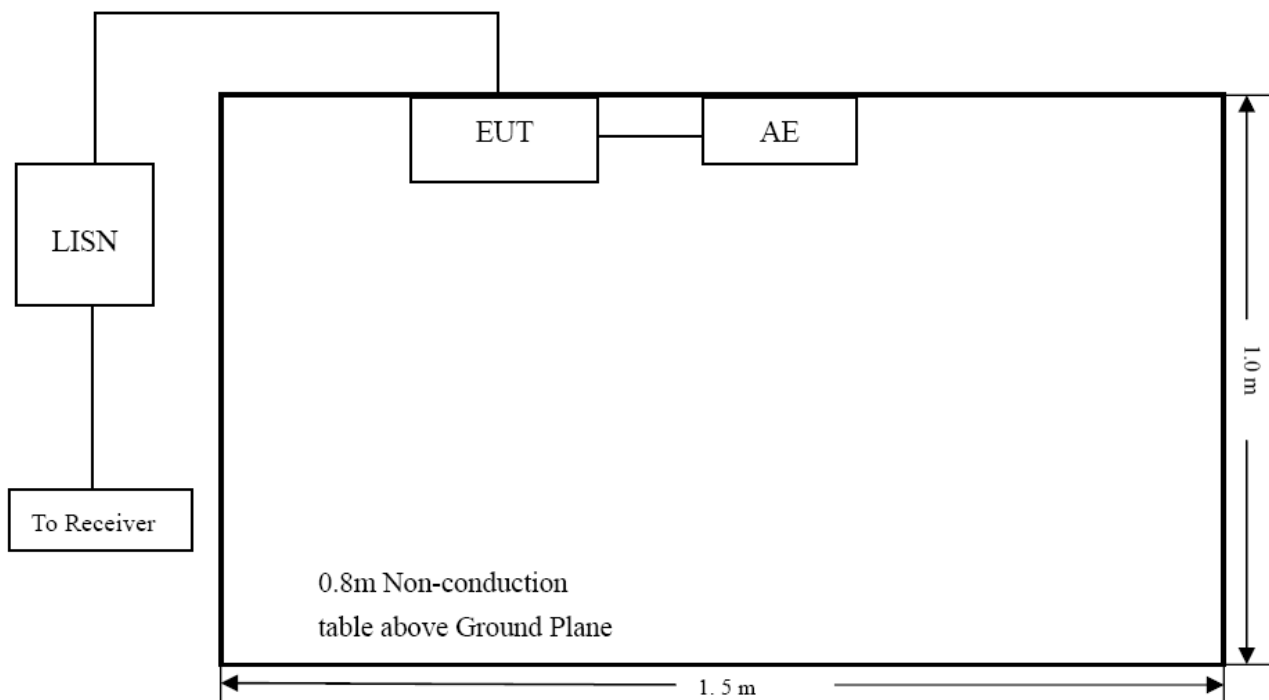 EUT
AE
LISN
1.0 m
To Receiver
0.8m Non-conduction
table above Ground Plane
1. 5 m